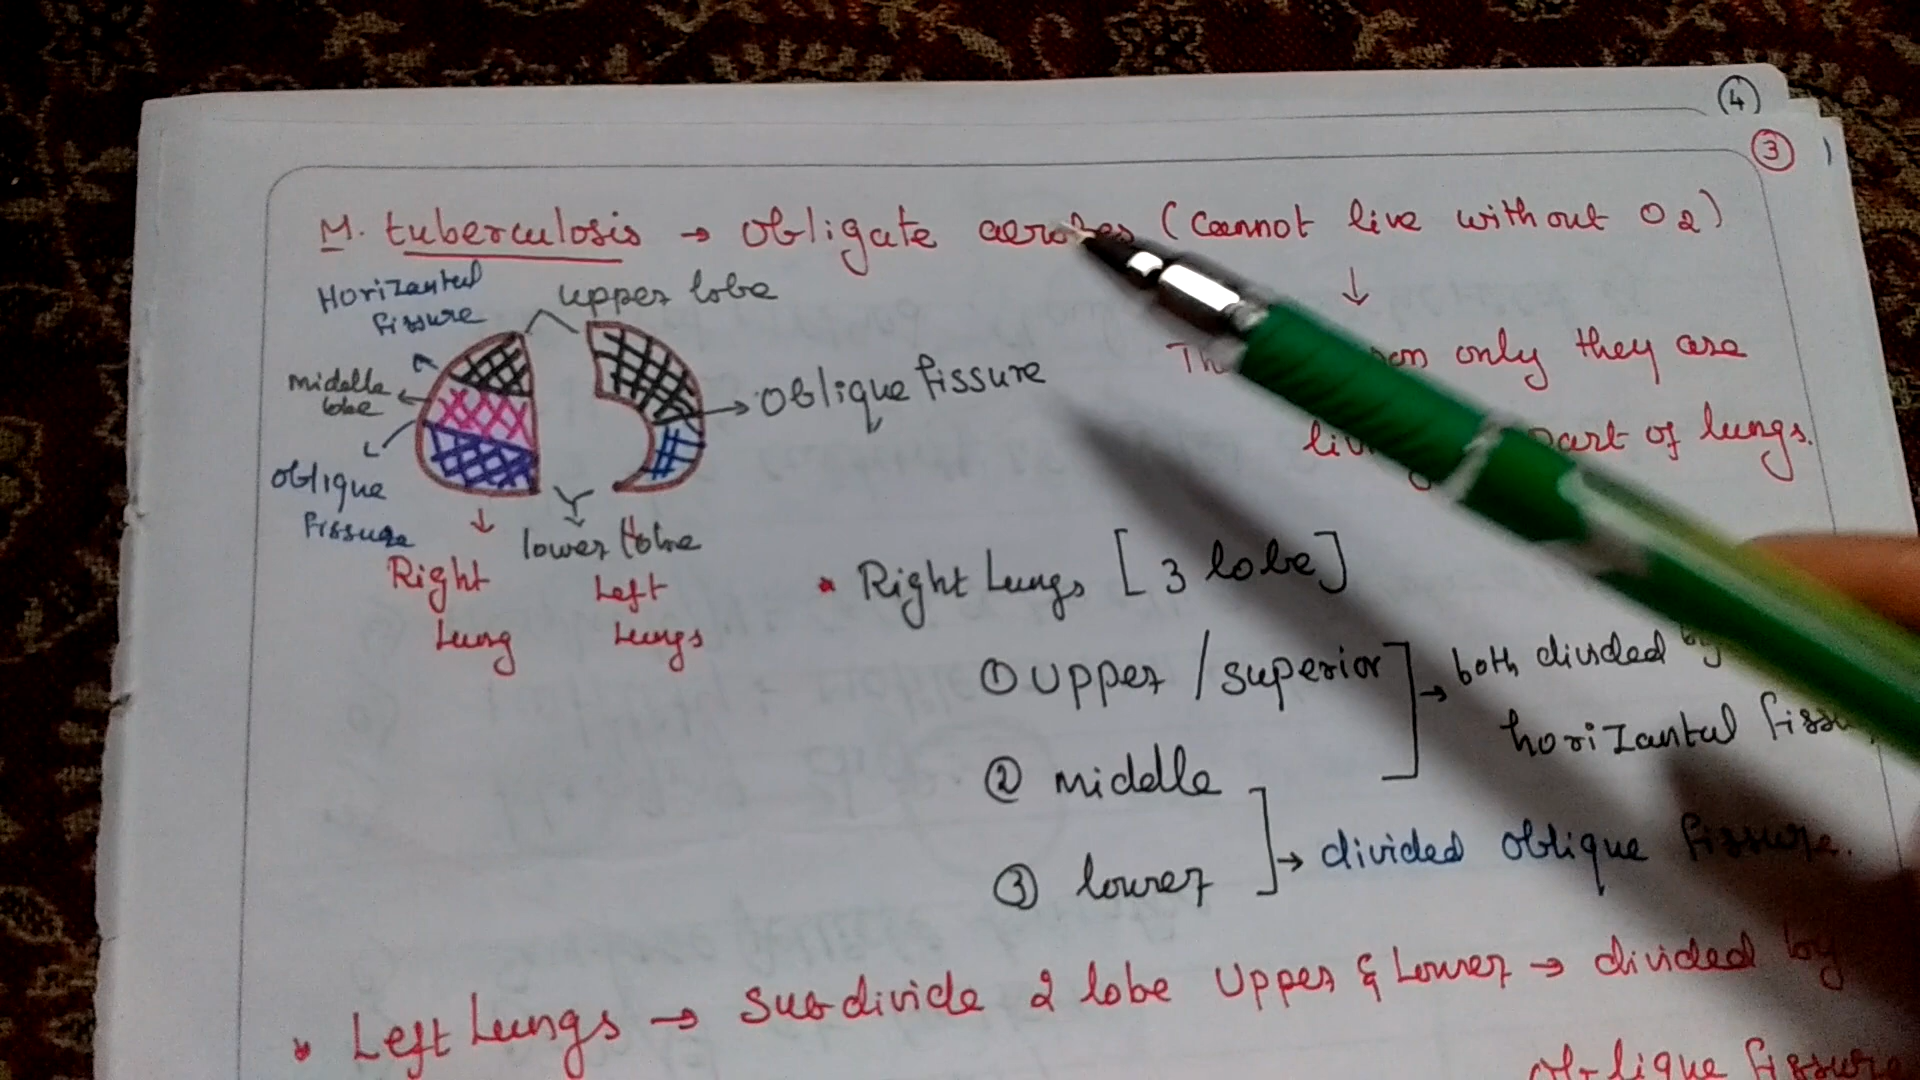 4
3
M. tuberculosis → Obligate aerobes (Cannot live without O2)
Horizantal
fissure
upper lobe
middle
lobe
Oblique fissure
only they are
part of lungs.
oblique
fissure
lower lobe
Right
Lung
Left
Lungs
* Right Lungs [3 lobe]
① Upper / superior → both divided by
horizantal
② middle
③ lower → divided oblique fissure.
* Left Lungs → Subdivide 2 lobe Upper & Lower → divided by
oblique fissure